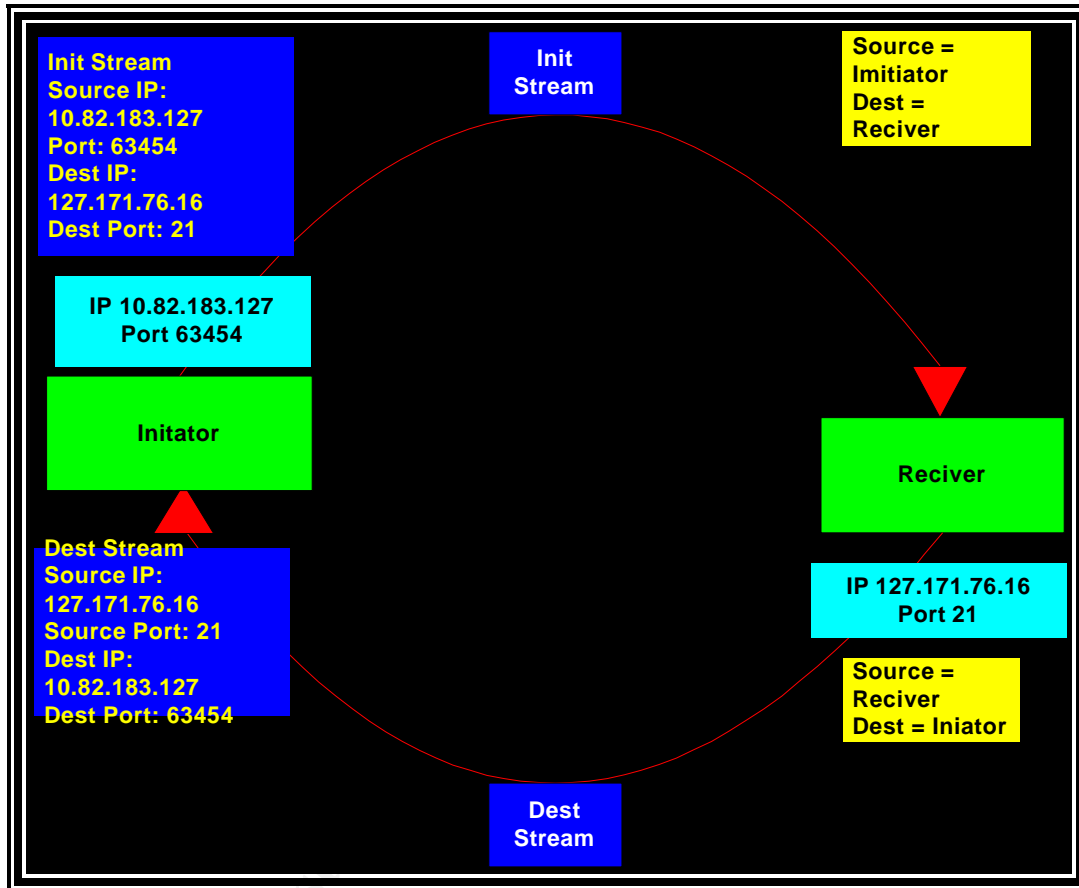 Init Stream
Source IP:
10.82.183.127
Port: 63454
Dest IP:
127.171.76.16
Dest Port: 21
Init
Stream
Source =
Imitiator
Dest =
Reciver
IP 10.82.183.127
Port 63454
Initator
Reciver
Dest Stream
Source IP:
127.171.76.16
Source Port: 21
Dest IP:
10.82.183.127
Dest Port: 63454
IP 127.171.76.16
Port 21
Source =
Reciver
Dest = Iniator
Dest
Stream